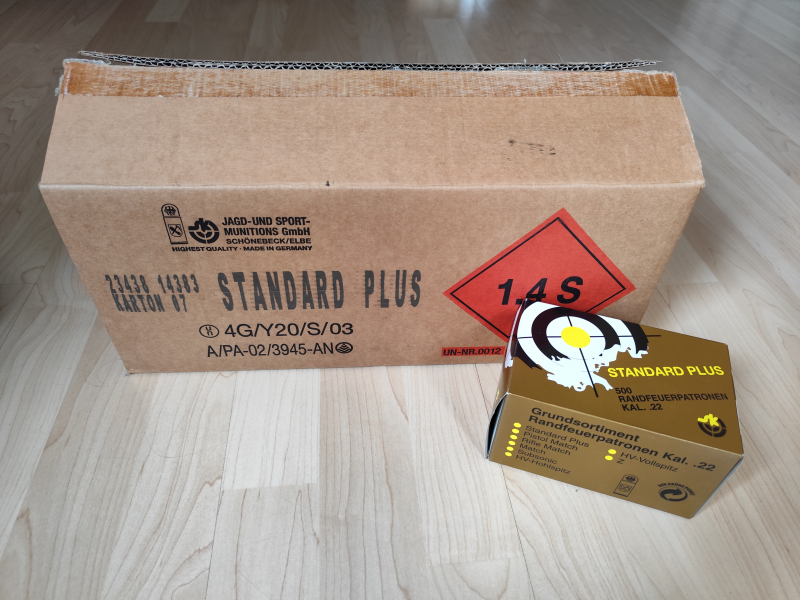 JAGD-UND SPORT-
MUNITIONS GmbH
SCHÖNEBECK/ELBE
HIGHEST QUALITY · MADE IN GERMANY
23438 14383
KARTON 07
STANDARD PLUS
4G/Y20/S/03
A/PA-02/3945-AN
1.4 S
UN-NR.0012
STANDARD PLUS
500
RANDFEUERPATRONEN
KAL. .22
Grundsortiment
Randfeuerpatronen Kal. .22
Standard Plus
Pistol Match
Rifle Match
Match
Subsonic
HV-Hohlspitz
HV-Vollspitz
Z